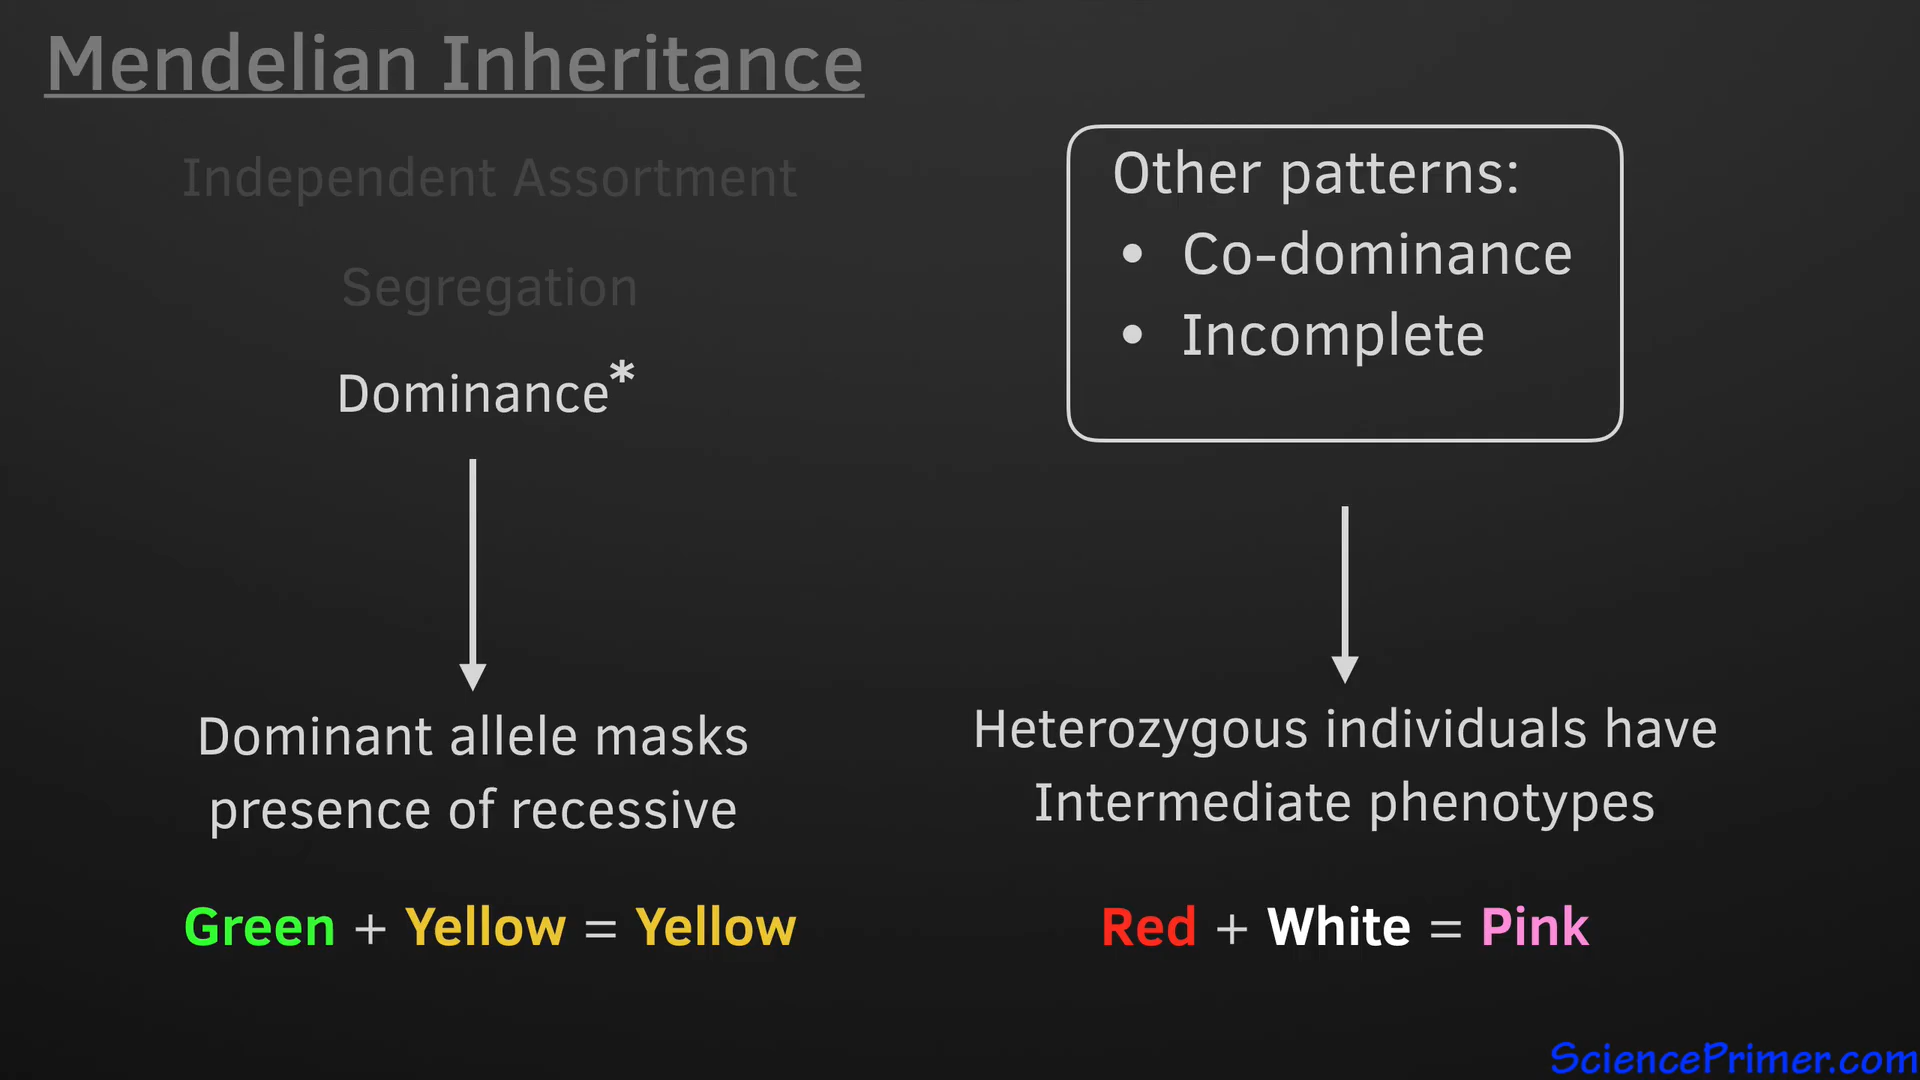 Mendelian Inheritance
Independent Assortment
Segregation
Dominance*
Dominant allele masks
presence of recessive
Green + Yellow = Yellow
Other patterns:
• Co-dominance
• Incomplete
Heterozygous individuals have
Intermediate phenotypes
Red + White = Pink
SciencePrimer.com